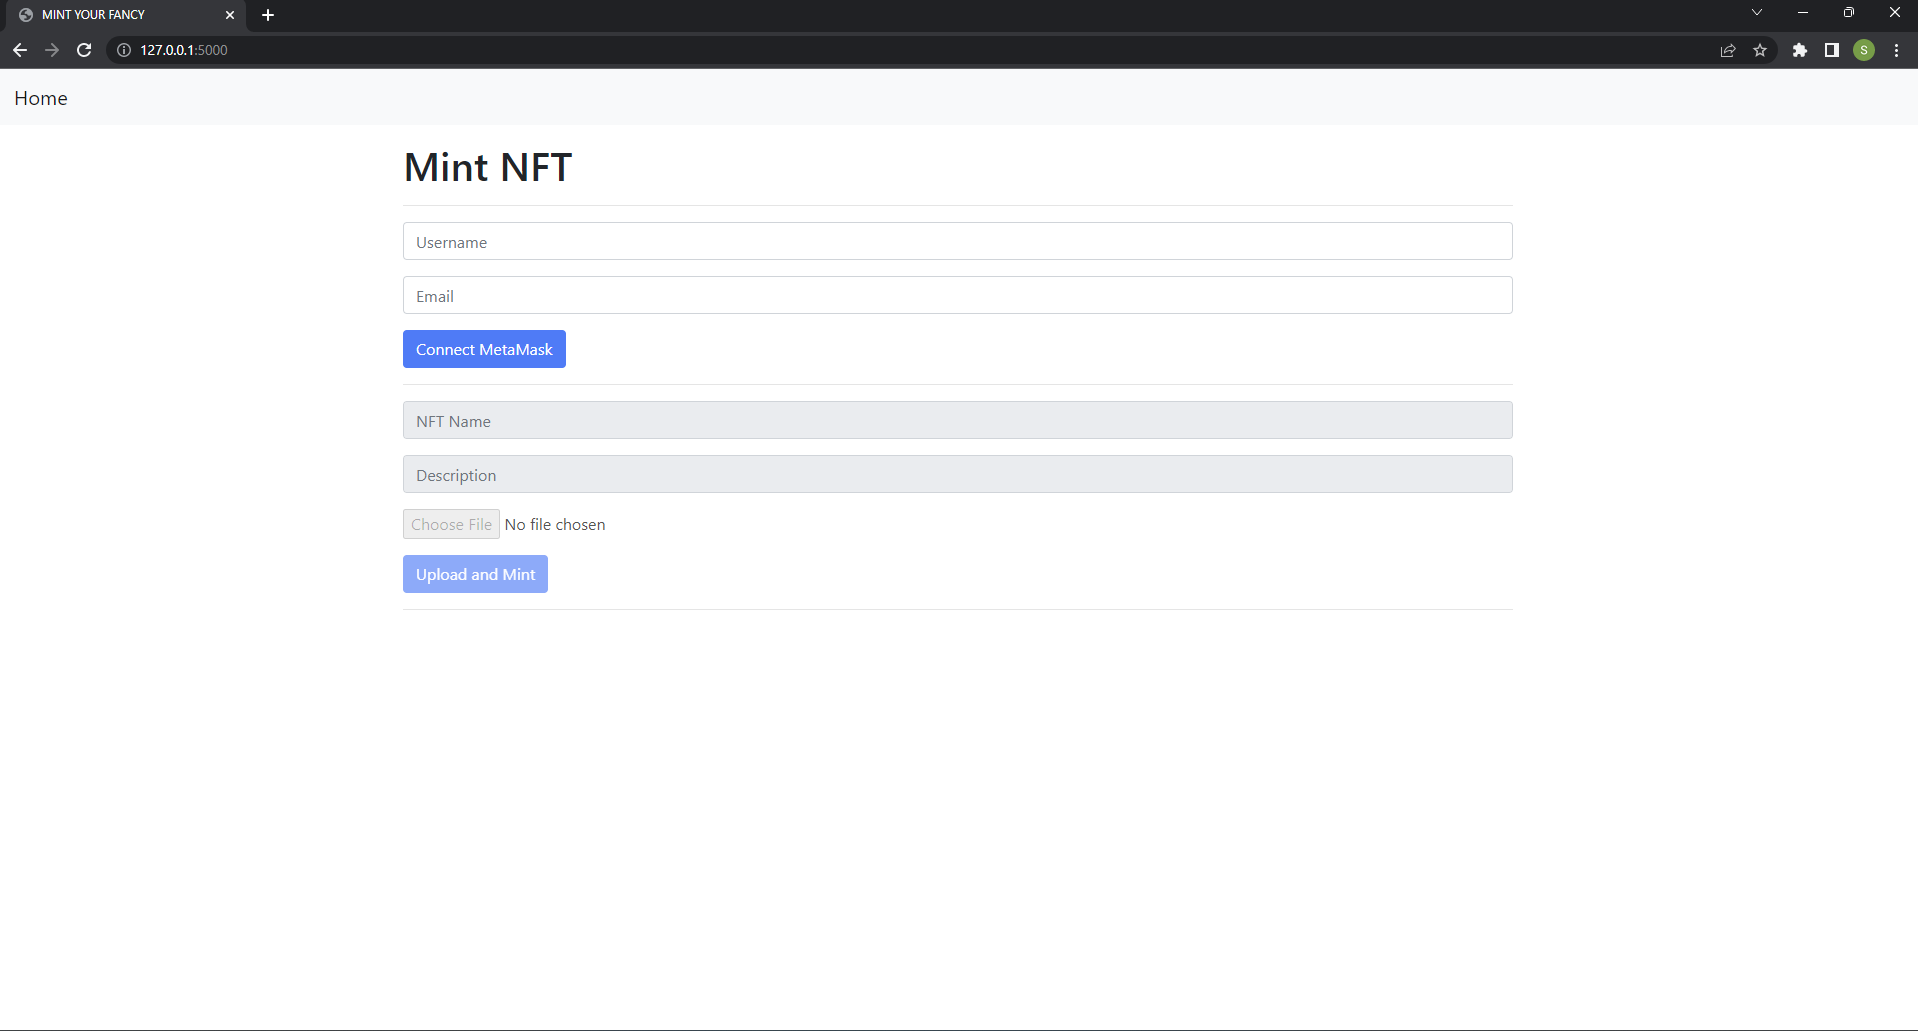 MINT YOUR FANCY
127.0.0.1:5000
S
Home
Mint NFT
Username
Email
Connect MetaMask
NFT Name
Description
Choose File No file chosen
Upload and Mint